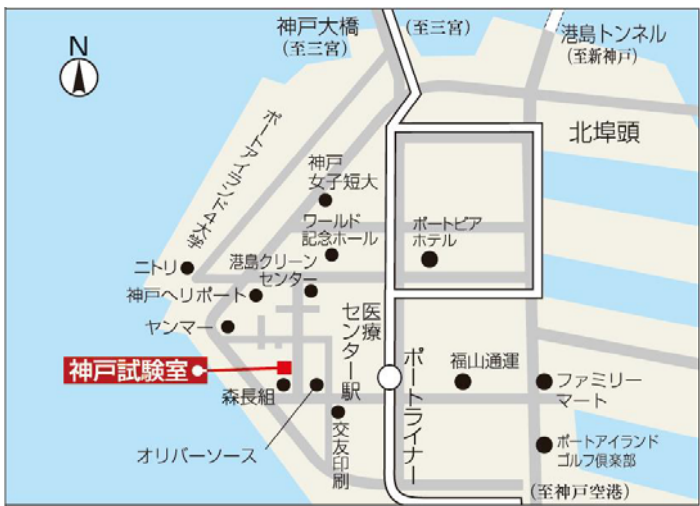 神戸大橋
(至三宮)
(至三宮)
港島トンネル
(至新神戸)
N
北埠頭
ポートアイランド4大学
神戸
女子短大
ワールド
記念ホール
ポートピア
ホテル
ニトリ
港島クリーン
センター
神戸ヘリポート
ヤンマー
医療
センター駅
ポートライナー
神戸試験室
福山通運
ファミリー
マート
森長組
オリバーソース
交友印刷
ポートアイランド
ゴルフ倶楽部
(至神戸空港)